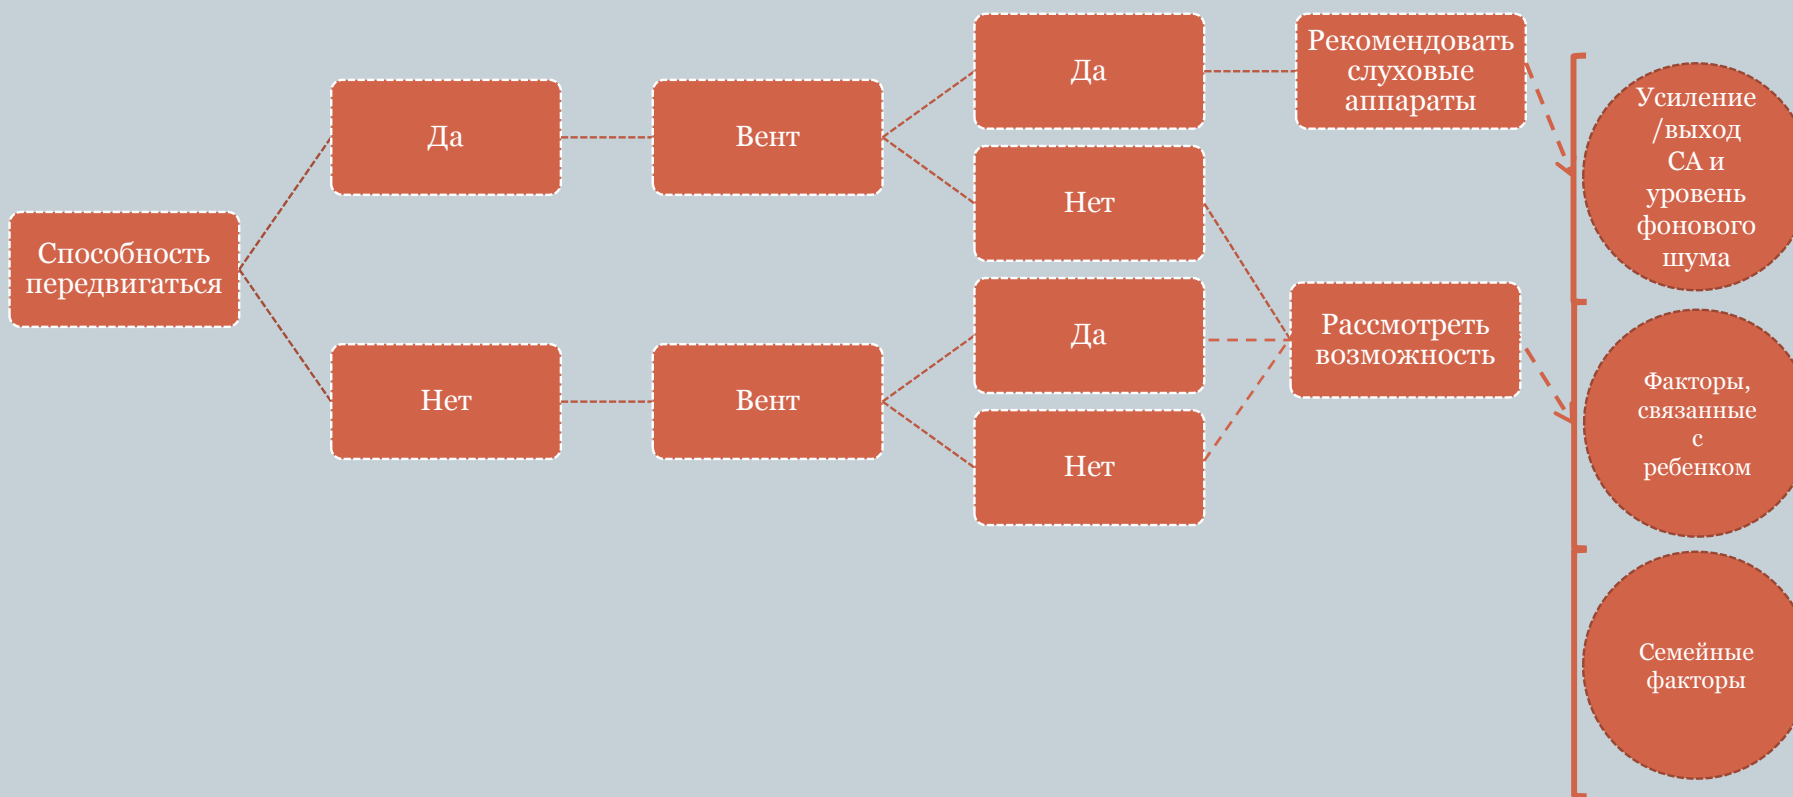 Способность
передвигаться
Да
Вент
Да
Рекомендовать
слуховые
аппараты
Нет
Нет
Вент
Да
Нет
Рассмотреть
возможность
Усиление
/выход
СА и
уровень
фонового
шума
Факторы,
связанные
с
ребенком
Семейные
факторы